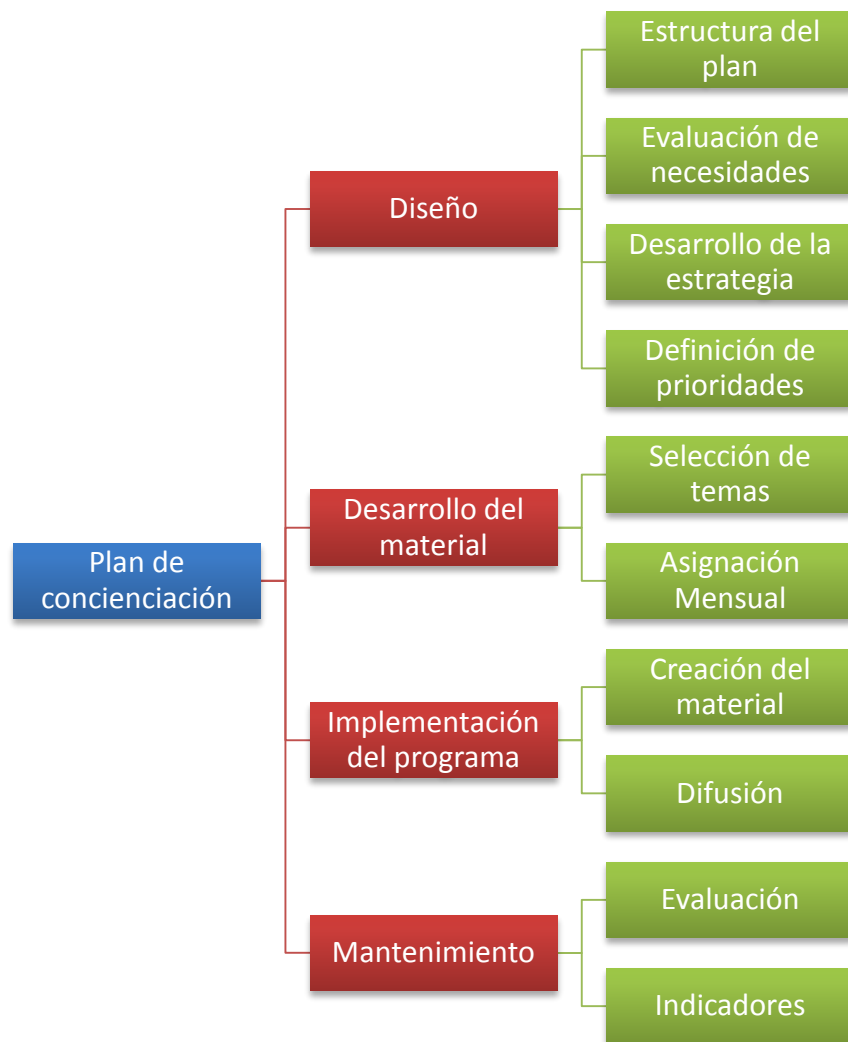 Estructura del
plan
Evaluación de
necesidades
Diseño
Desarrollo de la
estrategia
Definición de
prioridades
Selección de
temas
Desarrollo del
material
Asignación
Mensual
Plan de
concienciación
Creación del
material
Implementación
del programa
Difusión
Evaluación
Mantenimiento
Indicadores